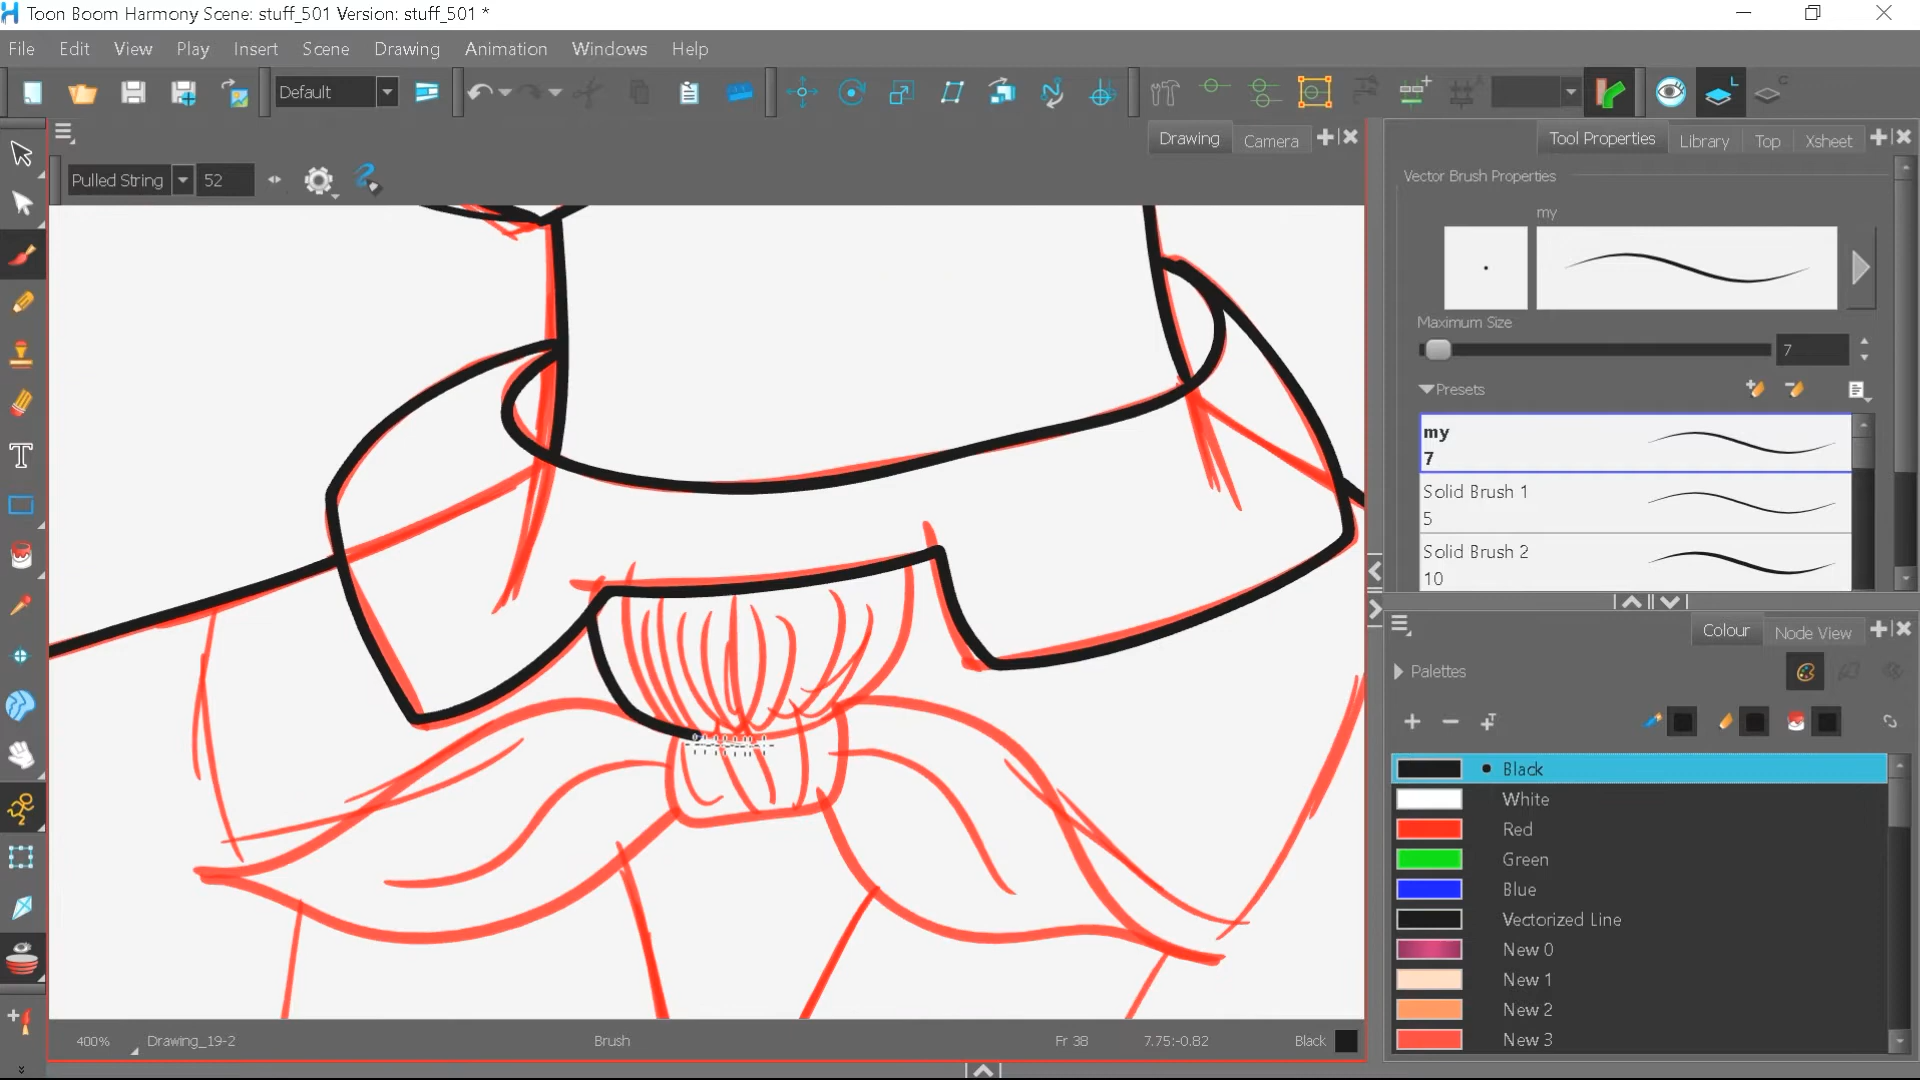 Toon Boom Harmony Scene: stuff_501 Version: stuff_501 *
File Edit View Play Insert Scene Drawing Animation Windows Help
Default
Drawing Camera
Tool Properties Library Top Xsheet
Pulled String 52
Vector Brush Properties
my
Maximum Size
7
Presets
my
7
Solid Brush 1
5
Solid Brush 2
10
Colour Node View
Palettes
Black
White
Red
Green
Blue
Vectorized Line
New 0
New 1
New 2
New 3
400% Drawing_19-2 Brush Fr 38 7.75:-0.82 Black